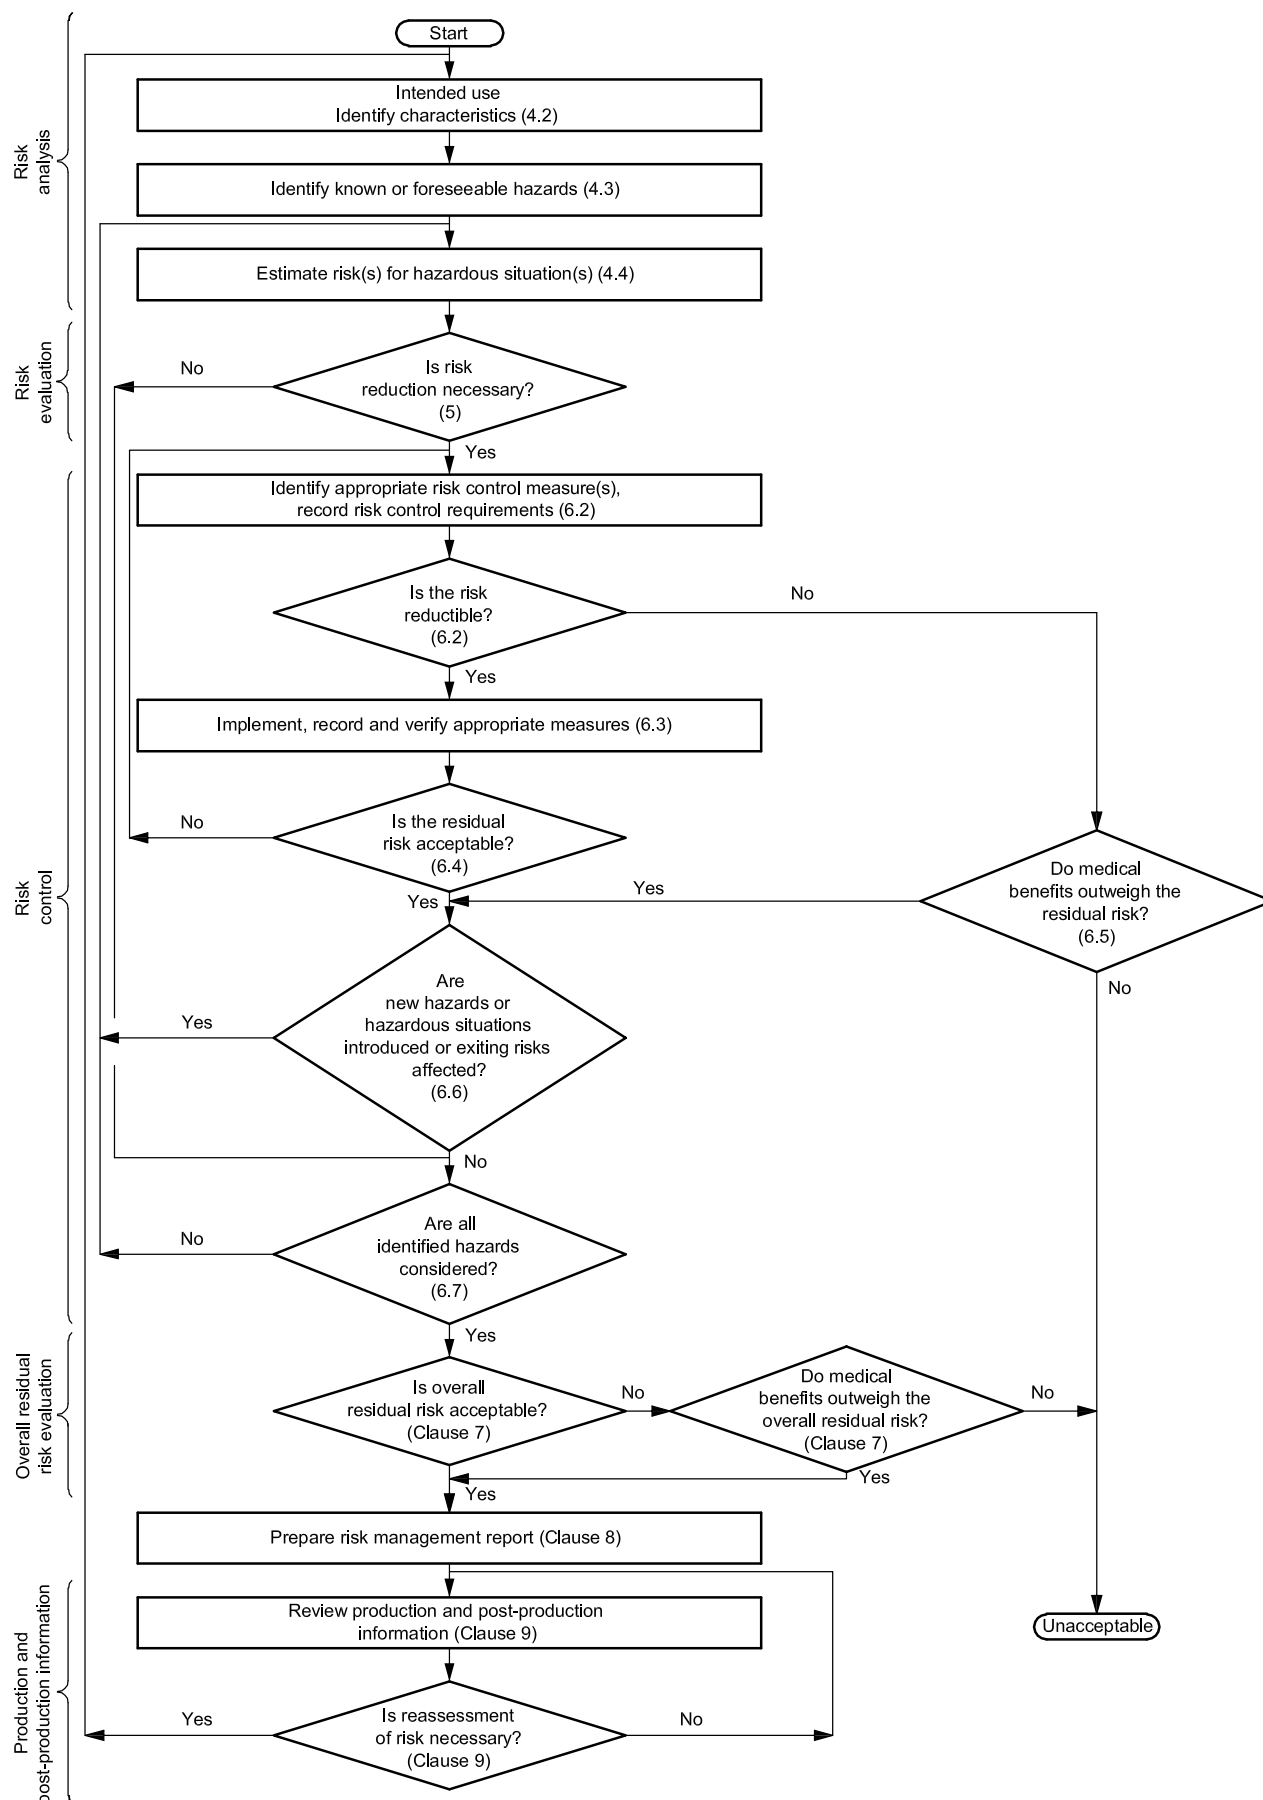 Start
Risk
analysis
Intended use
Identify characteristics (4.2)
Identify known or foreseeable hazards (4.3)
Estimate risk(s) for hazardous situation(s) (4.4)
Risk
evaluation
Is risk
reduction necessary?
(5)
No
Yes
Risk
control
Identify appropriate risk control measure(s),
record risk control requirements (6.2)
Is the risk
reductible?
(6.2)
No
Yes
Implement, record and verify appropriate measures (6.3)
Is the residual
risk acceptable?
(6.4)
No
Yes
Do medical
benefits outweigh the
residual risk?
(6.5)
Yes
No
Are
new hazards or
hazardous situations
introduced or exiting risks
affected?
(6.6)
Yes
No
Are all
identified hazards
considered?
(6.7)
No
Yes
Overall residual
risk evaluation
Is overall
residual risk acceptable?
(Clause 7)
No
Yes
Do medical
benefits outweigh the
overall residual risk?
(Clause 7)
No
Yes
Prepare risk management report (Clause 8)
Production and
post-production information
Review production and post-production
information (Clause 9)
Unacceptable
Is reassessment
of risk necessary?
(Clause 9)
Yes
No